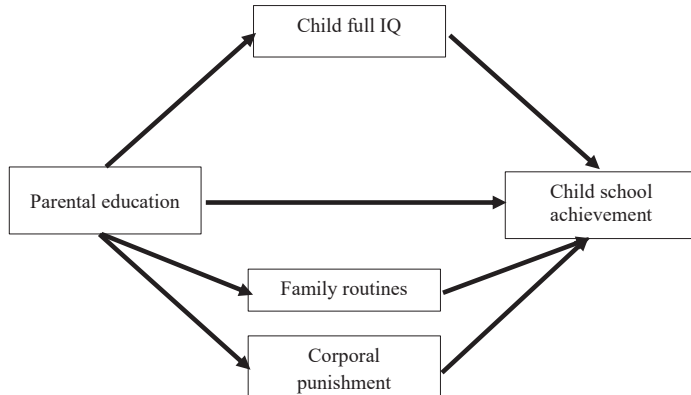 Child full IQ
Parental education
Child school
achievement
Family routines
Corporal
punishment